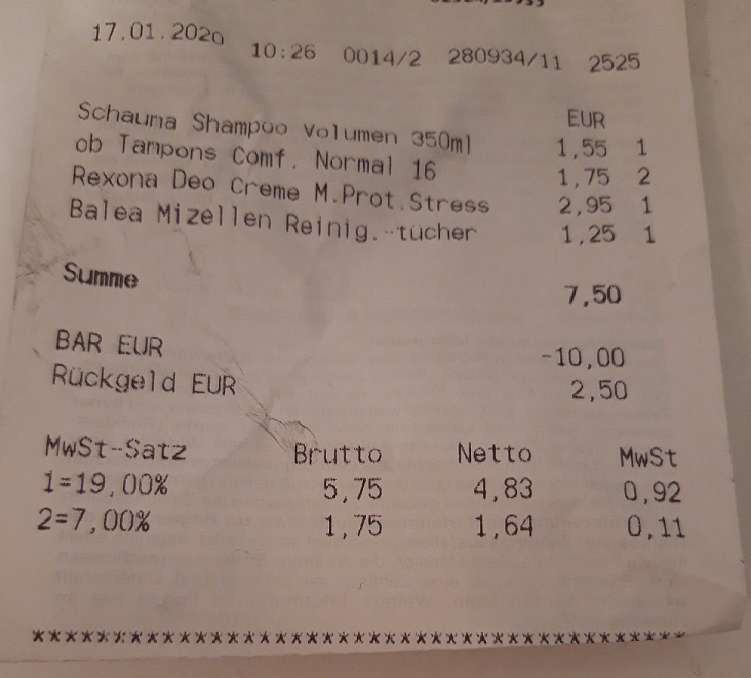 17.01.2020 10:26 0014/2 280934/11 2525
EUR
Schauma Shampoo Volumen 350ml 1,55 1
ob Tampons Comf. Normal 16 1,75 2
Rexona Deo Creme M.Prot.Stress 2,95 1
Balea Mizellen Reinig.-tücher 1,25 1
Summe 7,50
BAR EUR -10,00
Rückgeld EUR 2,50
MwSt-Satz Brutto Netto MwSt
1=19,00% 5,75 4,83 0,92
2=7,00% 1,75 1,64 0,11
*****************************************